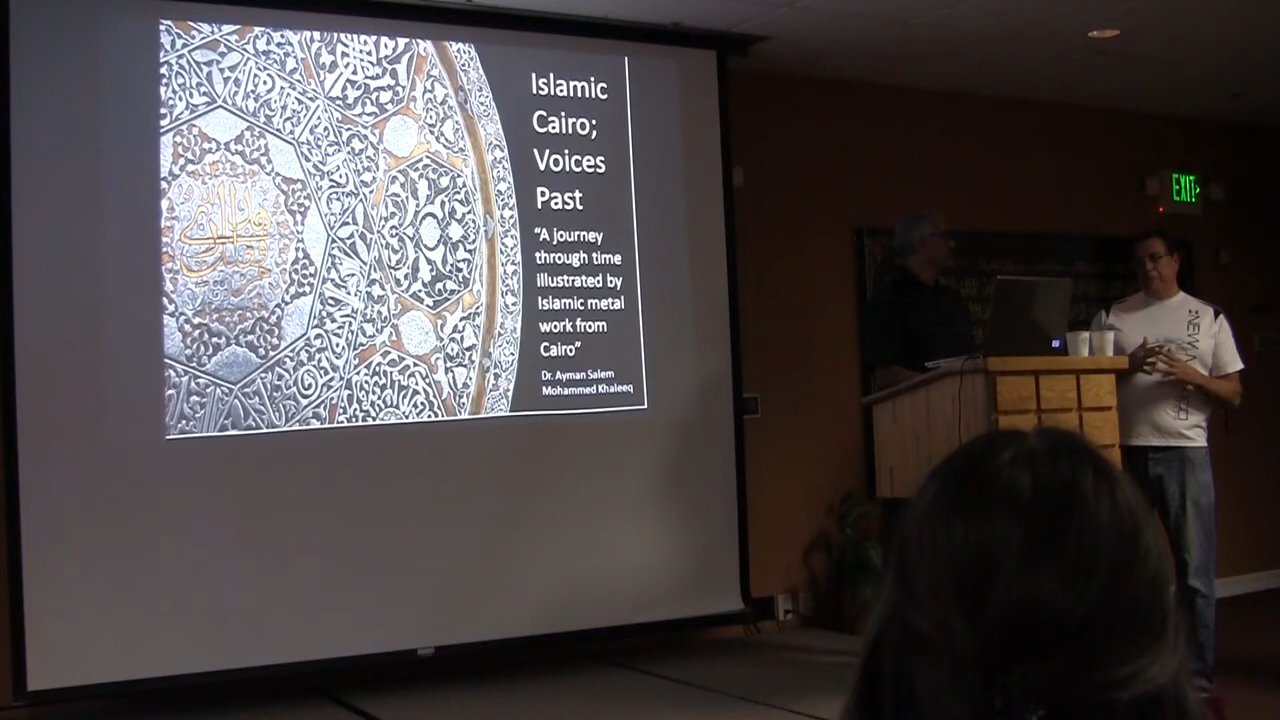 Islamic
Cairo;
Voices
Past
“A journey
through time
illustrated by
Islamic metal
work from
Cairo”
Dr. Ayman Salem
Mohammed Khaleeq
EXIT